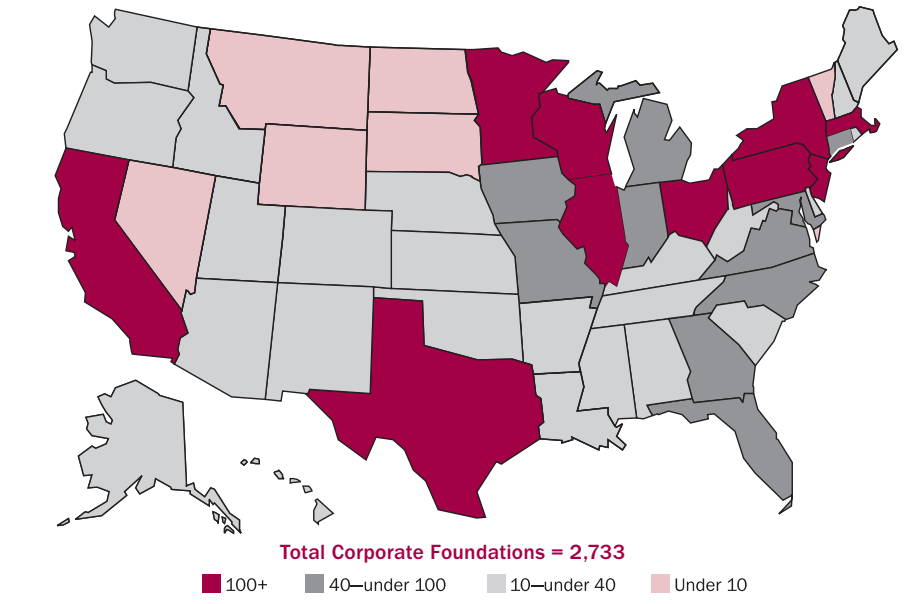 Total Corporate Foundations = 2,733
100+ 40—under 100 10—under 40 Under 10